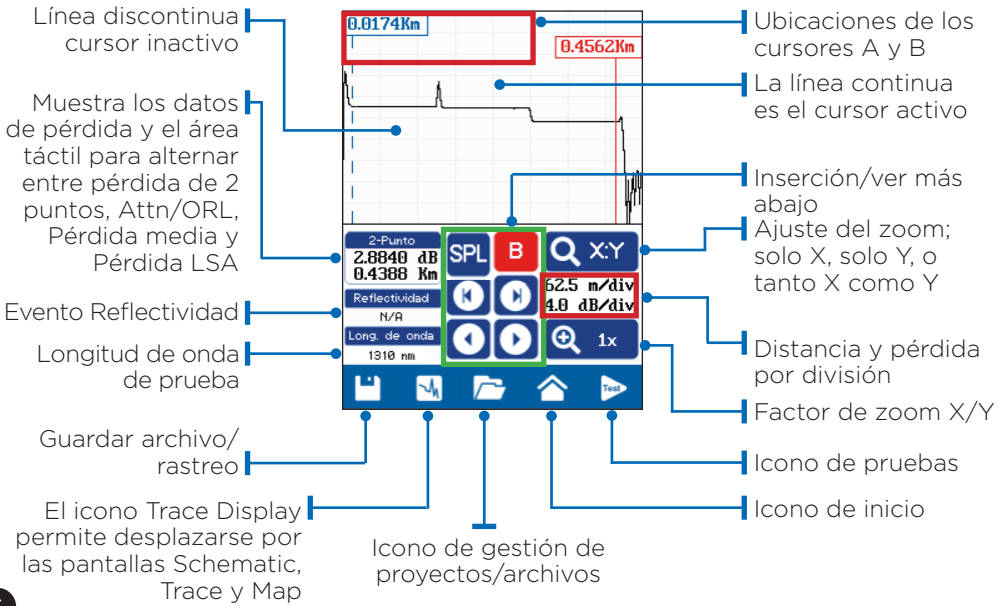 Línea discontinua
cursor inactivo
Muestra los datos
de pérdida y el área
táctil para alternar
entre pérdida de 2
puntos, Attn/ORL,
Pérdida media y
Pérdida LSA
Evento Reflectividad
Longitud de onda
de prueba
Guardar archivo/
rastreo
El icono Trace Display
permite desplazarse por
las pantallas Schematic,
Trace y Map
0.0174Km
0.4562Km
2-Punto
2.8840 dB
0.4388 Km
Reflectividad
N/A
Long. de onda
1310 nm
SPL
B
X:Y
62.5 m/div
4.0 dB/div
1x
Test
Icono de gestión de
proyectos/archivos
Ubicaciones de los
cursores A y B
La línea continua
es el cursor activo
Inserción/ver más
abajo
Ajuste del zoom;
solo X, solo Y, o
tanto X como Y
Distancia y pérdida
por división
Factor de zoom X/Y
Icono de pruebas
Icono de inicio